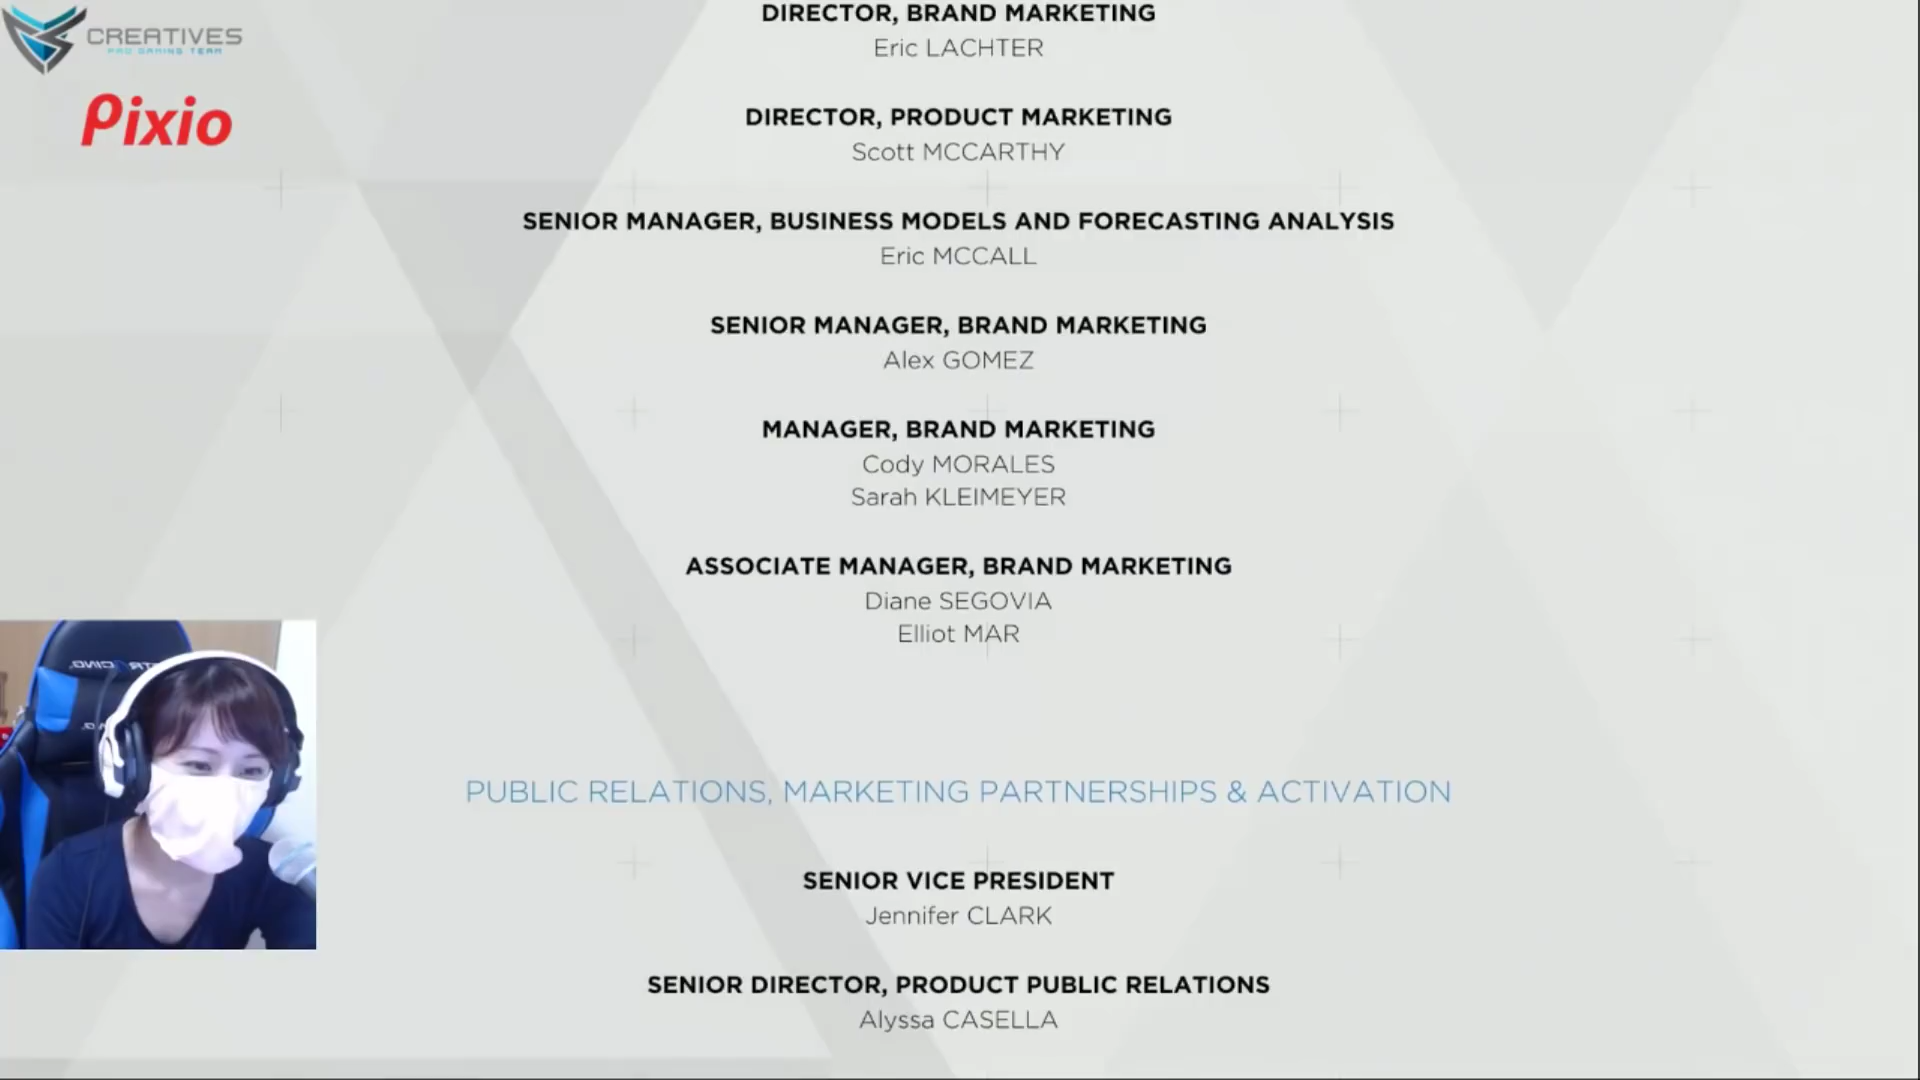 CREATIVES
PRO GAMING TEAM
Pixio
DIRECTOR, BRAND MARKETING
Eric LACHTER
DIRECTOR, PRODUCT MARKETING
Scott MCCARTHY
SENIOR MANAGER, BUSINESS MODELS AND FORECASTING ANALYSIS
Eric MCCALL
SENIOR MANAGER, BRAND MARKETING
Alex GOMEZ
MANAGER, BRAND MARKETING
Cody MORALES
Sarah KLEIMEYER
ASSOCIATE MANAGER, BRAND MARKETING
Diane SEGOVIA
Elliot MAR
PUBLIC RELATIONS, MARKETING PARTNERSHIPS & ACTIVATION
SENIOR VICE PRESIDENT
Jennifer CLARK
SENIOR DIRECTOR, PRODUCT PUBLIC RELATIONS
Alyssa CASELLA